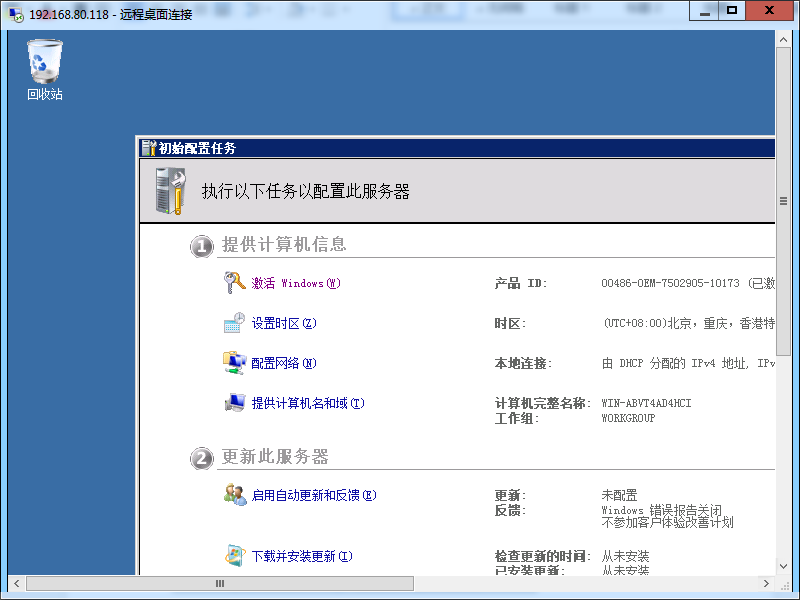 192.168.80.118 - 远程桌面连接
回收站
初始配置任务
执行以下任务以配置此服务器
1 提供计算机信息
激活 Windows(W)
产品 ID: 00486-OEM-7502905-10173 (已激
设置时区(Z)
时区: (UTC+08:00)北京，重庆，香港特
配置网络(N)
本地连接: 由 DHCP 分配的 IPv4 地址, IPv
提供计算机名和域(T)
计算机完整名称: WIN-ABVT4AD4HCI
工作组: WORKGROUP
2 更新此服务器
启用自动更新和反馈(E)
更新: 未配置
反馈: Windows 错误报告关闭
不参加客户体验改善计划
下载并安装更新(I)
检查更新的时间: 从未安装
已安装更新: 从未安装